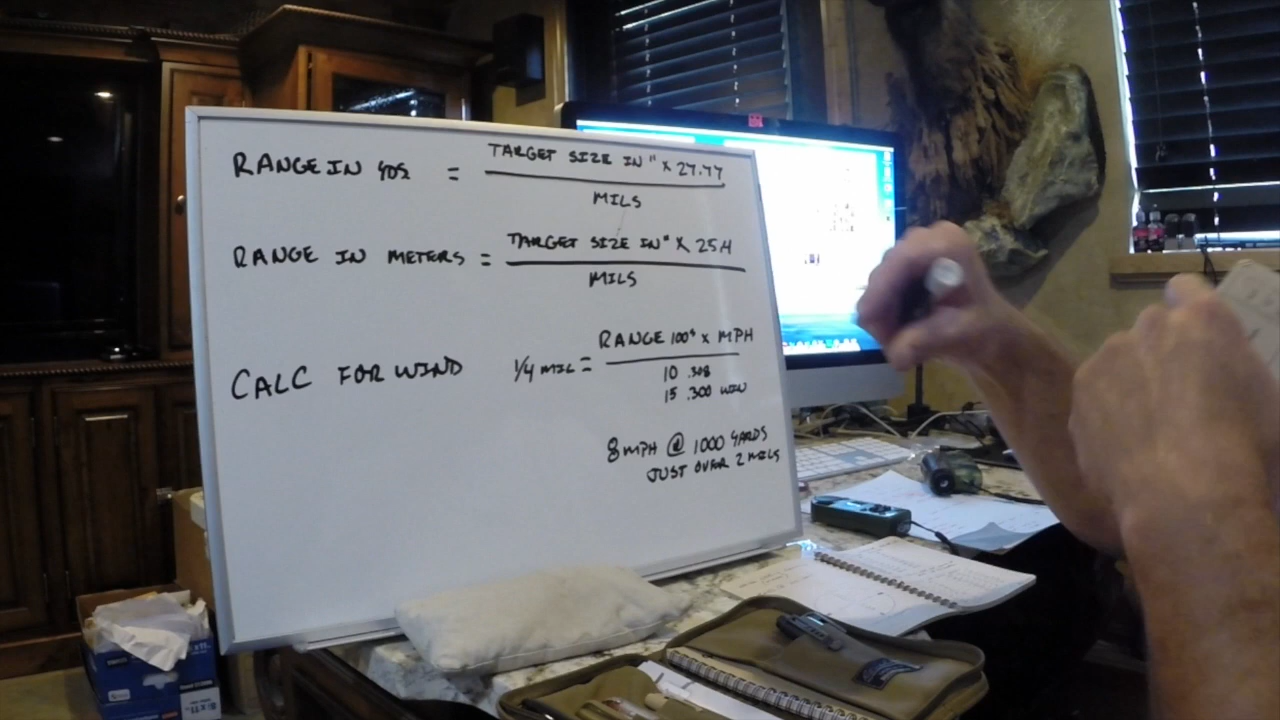 RANGE IN YDS = TARGET SIZE IN " X 27.77
MILS
RANGE IN METERS = TARGET SIZE IN " X 25.4
MILS
CALC FOR WIND 1/4 MIL = RANGE 100s X MPH
10 .308
15 .300 WIN
8 MPH @ 1000 YARDS
JUST OVER 2 MILS